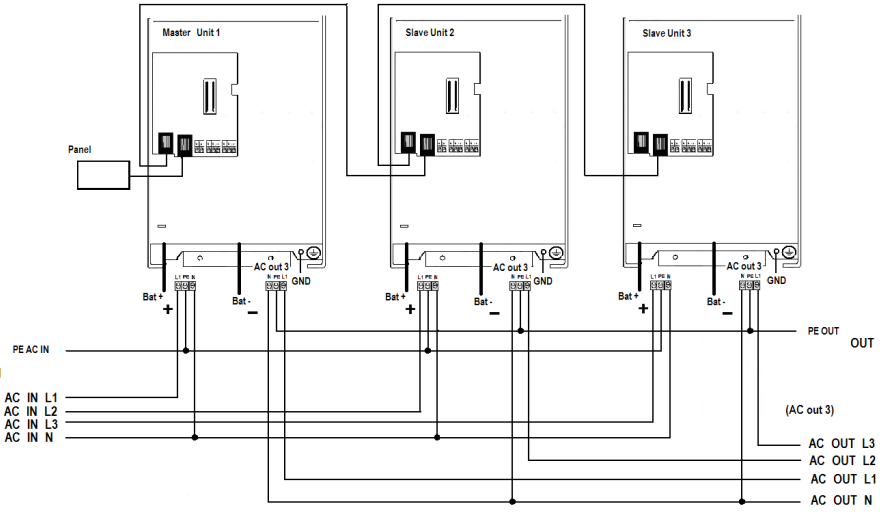 Master Unit 1
Slave Unit 2
Slave Unit 3
Panel
AC out 3
AC out 3
AC out 3
L1 PE N
N PE L1
GND
L1 PE N
N PE L1
GND
L1 PE N
N PE L1
GND
Bat +
+
Bat -
−
Bat +
+
Bat -
−
Bat +
+
Bat -
−
PE OUT
OUT
PE AC IN
AC IN L1
AC IN L2
AC IN L3
AC IN N
(AC out 3)
AC OUT L3
AC OUT L2
AC OUT L1
AC OUT N